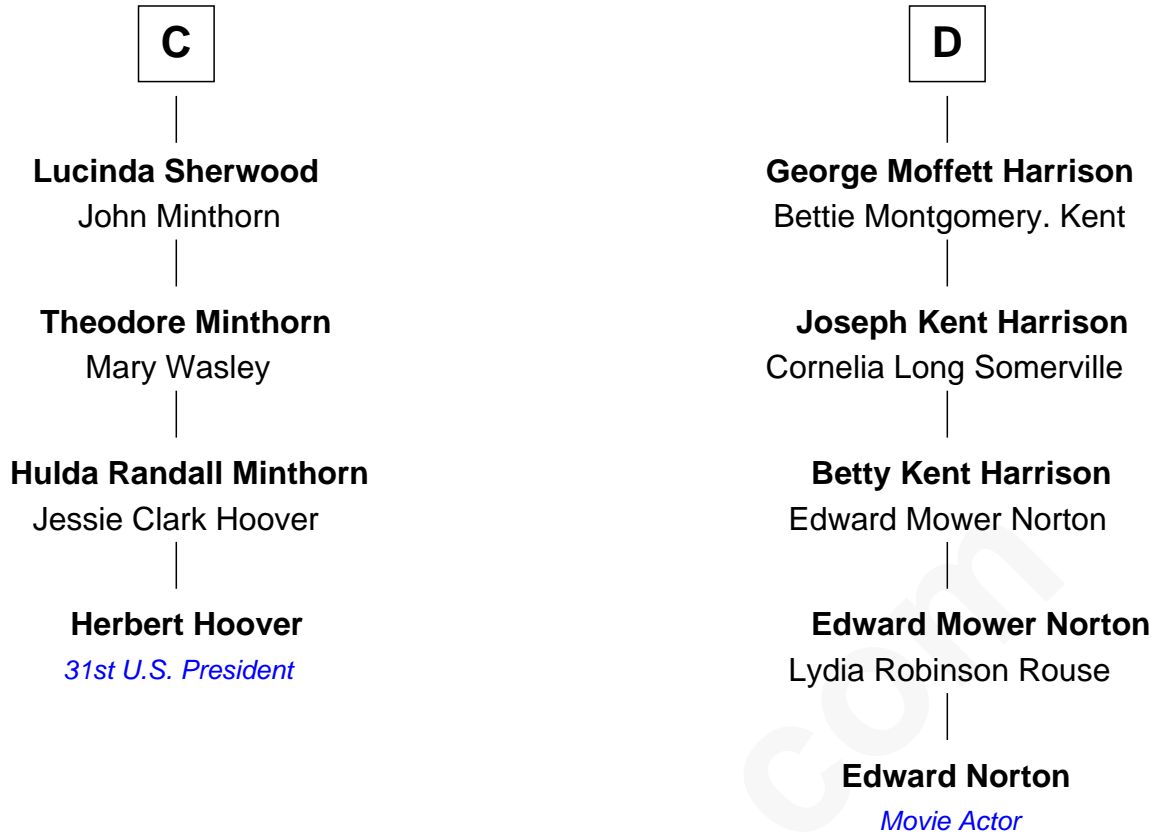 C
Lucinda Sherwood
John Minthorn
Theodore Minthorn
Mary Wasley
Hulda Randall Minthorn
Jessie Clark Hoover
Herbert Hoover
31st U.S. President
D
George Moffett Harrison
Bettie Montgomery. Kent
Joseph Kent Harrison
Cornelia Long Somerville
Betty Kent Harrison
Edward Mower Norton
Edward Mower Norton
Lydia Robinson Rouse
Edward Norton
Movie Actor
com